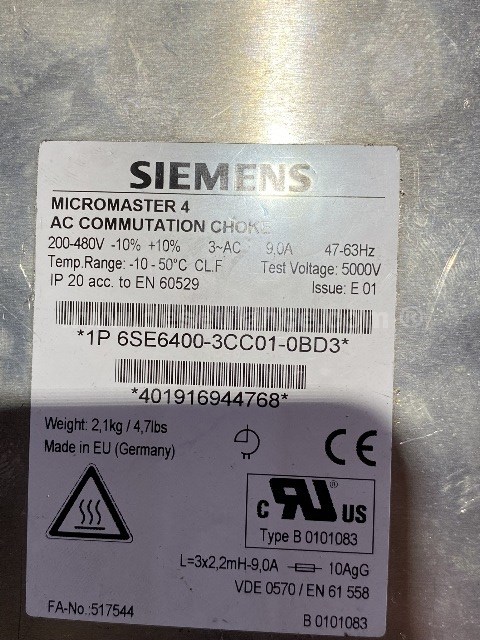 SIEMENS
MICROMASTER 4
AC COMMUTATION CHOKE
200-480V -10% +10% 3~AC 9,0A 47-63Hz
Temp.Range: -10 - 50°C CL.F Test Voltage: 5000V
IP 20 acc. to EN 60529 Issue: E 01
*1P 6SE6400-3CC01-0BD3*
*401916944768*
Weight: 2,1kg / 4,7lbs
Made in EU (Germany)
CE
c RU ® US
Type B 0101083
L=3x2,2mH-9,0A 10AgG
VDE 0570 / EN 61 558
FA-No.:517544 B 0101083